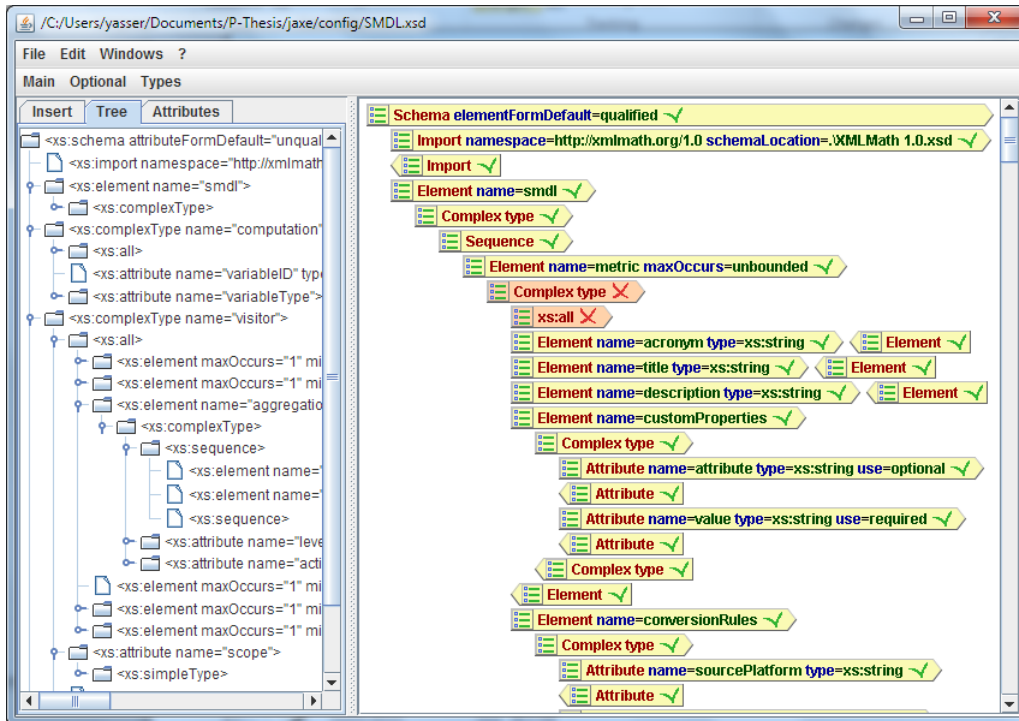 /C:/Users/yasser/Documents/P-Thesis/jaxe/config/SMDL.xsd
File Edit Windows ?
Main Optional Types
Insert Tree Attributes
<xs:schema attributeFormDefault="unqual
<xs:import namespace="http://xmlmath
<xs:element name="smdl">
<xs:complexType>
<xs:complexType name="computation"
<xs:all>
<xs:attribute name="variableID" typ
<xs:attribute name="variableType">
<xs:complexType name="visitor">
<xs:all>
<xs:element maxOccurs="1" mi
<xs:element maxOccurs="1" mi
<xs:element name="aggregatio
<xs:complexType>
<xs:sequence>
<xs:element name="
<xs:element name="
<xs:sequence>
<xs:attribute name="leve
<xs:attribute name="acti
<xs:element maxOccurs="1" mi
<xs:element maxOccurs="1" mi
<xs:element maxOccurs="1" mi
<xs:attribute name="scope">
<xs:simpleType>
Schema elementFormDefault=qualified
Import namespace=http://xmlmath.org/1.0 schemaLocation=.\XMLMath 1.0.xsd
Import
Element name=smdl
Complex type
Sequence
Element name=metric maxOccurs=unbounded
Complex type
xs:all
Element name=acronym type=xs:string Element
Element name=title type=xs:string Element
Element name=description type=xs:string Element
Element name=customProperties
Complex type
Attribute name=attribute type=xs:string use=optional
Attribute
Attribute name=value type=xs:string use=required
Attribute
Complex type
Element
Element name=conversionRules
Complex type
Attribute name=sourcePlatform type=xs:string
Attribute